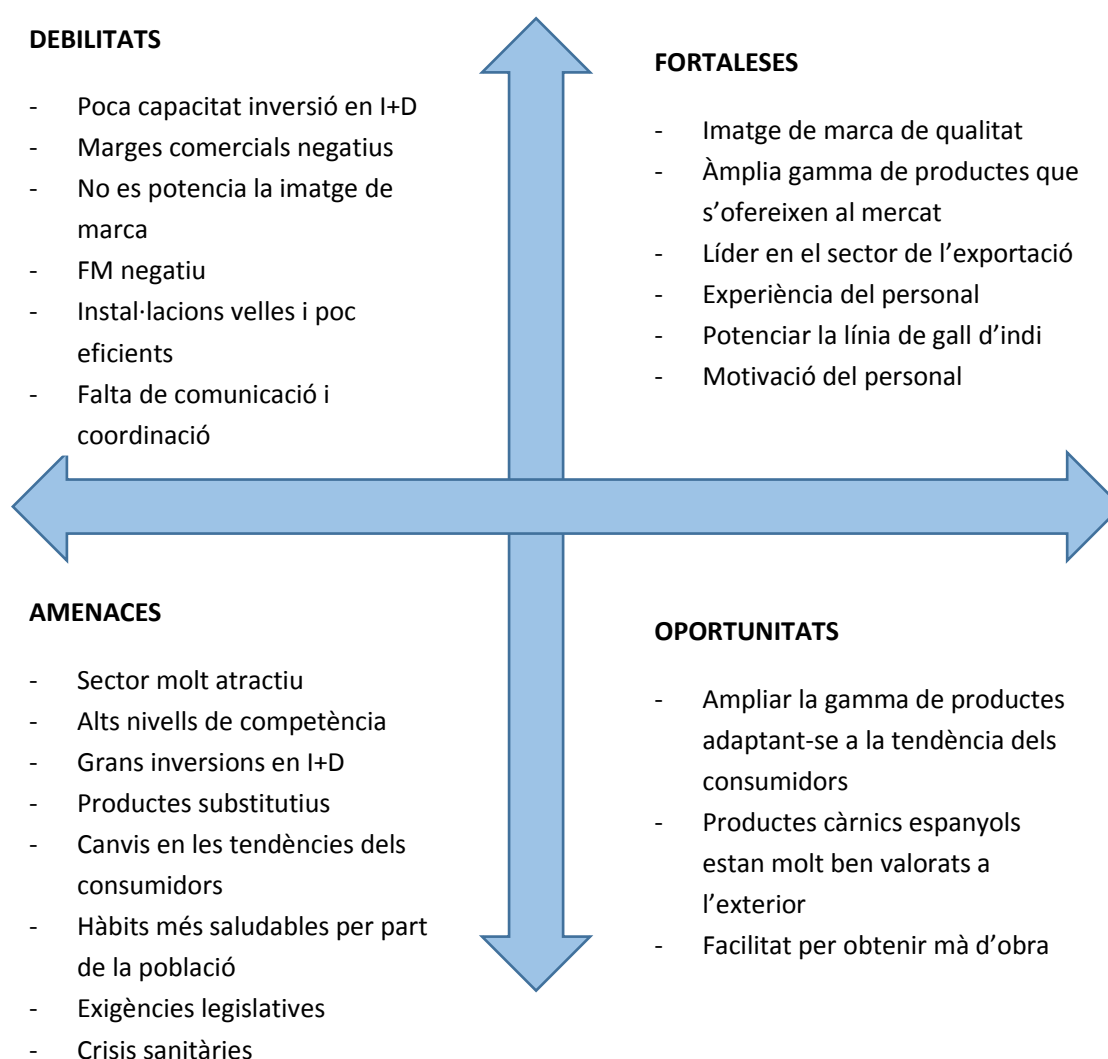 DEBILITATS
- Poca capacitat inversió en I+D
- Marges comercials negatius
- No es potencia la imatge de
marca
- FM negatiu
- Instal·lacions velles i poc
eficients
- Falta de comunicació i
coordinació
FORTALESES
- Imatge de marca de qualitat
- Àmplia gamma de productes que
s’ofereixen al mercat
- Líder en el sector de l’exportació
- Experiència del personal
- Potenciar la línia de gall d’indi
- Motivació del personal
AMENACES
- Sector molt atractiu
- Alts nivells de competència
- Grans inversions en I+D
- Productes substitutius
- Canvis en les tendències dels
consumidors
- Hàbits més saludables per part
de la població
- Exigències legislatives
- Crisis sanitàries
OPORTUNITATS
- Ampliar la gamma de productes
adaptant-se a la tendència dels
consumidors
- Productes càrnics espanyols
estan molt ben valorats a
l’exterior
- Facilitat per obtenir mà d’obra